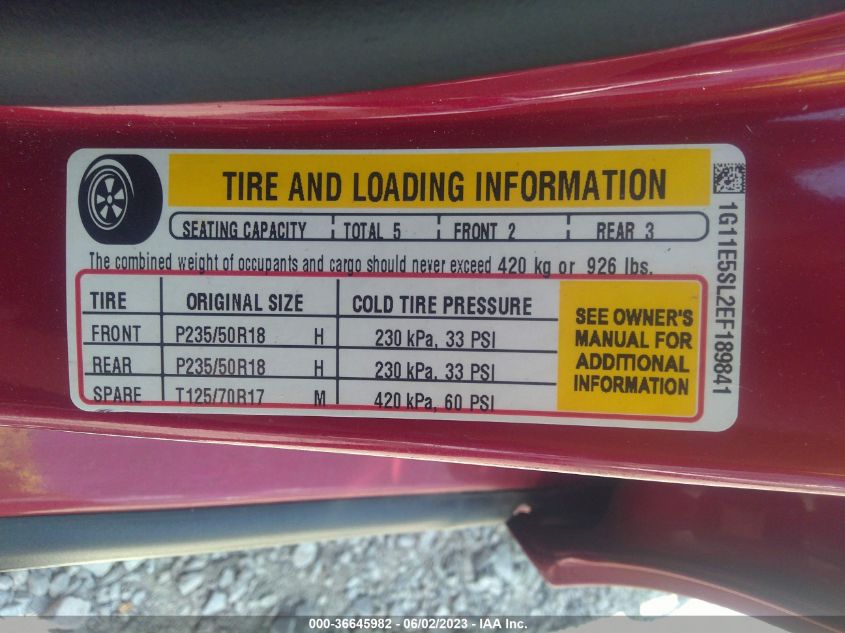 TIRE AND LOADING INFORMATION
SEATING CAPACITY TOTAL 5 FRONT 2 REAR 3
The combined weight of occupants and cargo should never exceed 420 kg or 926 lbs.
TIRE ORIGINAL SIZE COLD TIRE PRESSURE
FRONT P235/50R18 H 230 kPa, 33 PSI
REAR P235/50R18 H 230 kPa, 33 PSI
SPARE T125/70R17 M 420 kPa, 60 PSI
SEE OWNER'S
MANUAL FOR
ADDITIONAL
INFORMATION
1G11E5SL2EF189841
000-36645982 - 06/02/2023 - IAA Inc.